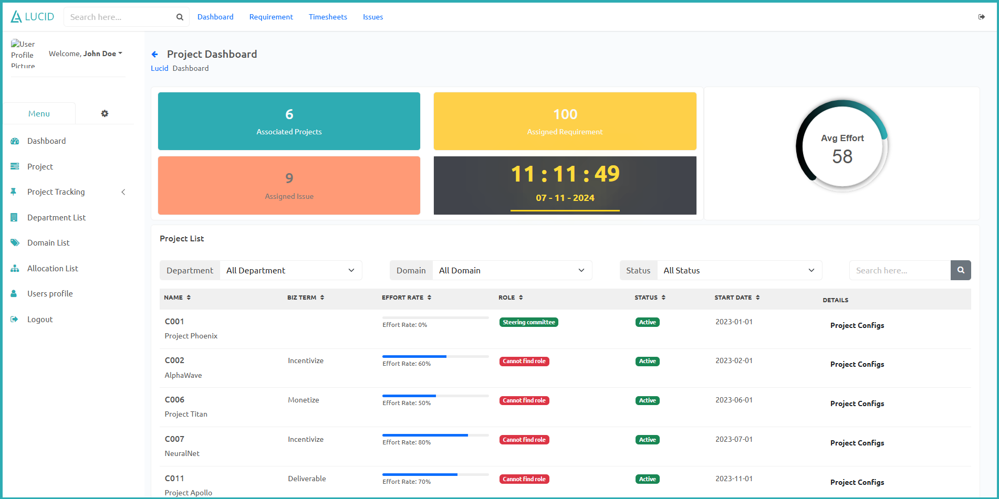 LUCID
Search here...
Dashboard
Requirement
Timesheets
Issues
User
Profile
Picture
Welcome, John Doe
Menu
Dashboard
Project
Project Tracking
Department List
Domain List
Allocation List
Users profile
Logout
Project Dashboard
Lucid Dashboard
6
Associated Projects
100
Assigned Requirement
9
Assigned Issue
11 : 11 : 49
07 - 11 - 2024
Avg Effort
58
Project List
Department All Department
Domain All Domain
Status All Status
Search here...
NAME BIZ TERM EFFORT RATE ROLE STATUS START DATE DETAILS
C001 Steering committee Active 2023-01-01 Project Configs
Effort Rate: 0%
Project Phoenix
C002 Incentivize Cannot find role Active 2023-02-01 Project Configs
Effort Rate: 60%
AlphaWave
C006 Monetize Cannot find role Active 2023-06-01 Project Configs
Effort Rate: 50%
Project Titan
C007 Incentivize Cannot find role Active 2023-07-01 Project Configs
Effort Rate: 80%
NeuralNet
C011 Deliverable Cannot find role Active 2023-11-01 Project Configs
Effort Rate: 70%
Project Apollo